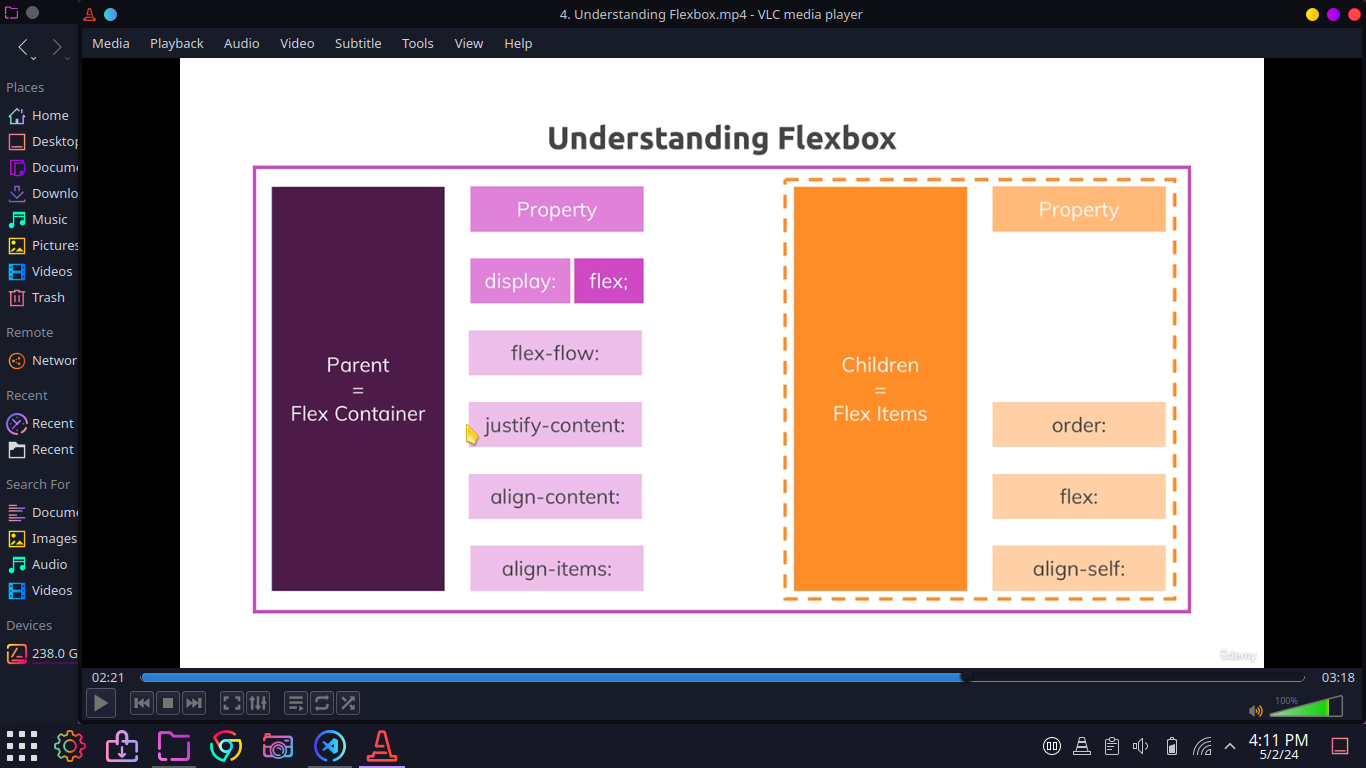 4. Understanding Flexbox.mp4 - VLC media player
Media Playback Audio Video Subtitle Tools View Help
Places
Home
Desktop
Docume
Downlo
Music
Pictures
Videos
Trash
Remote
Networ
Recent
Recent
Recent
Search For
Docume
Images
Audio
Videos
Devices
238.0 G
Understanding Flexbox
Parent
=
Flex Container
Property
display: flex;
flex-flow:
justify-content:
align-content:
align-items:
Children
=
Flex Items
Property
order:
flex:
align-self:
ûdemy
02:21 03:18
100%
4:11 PM
5/2/24